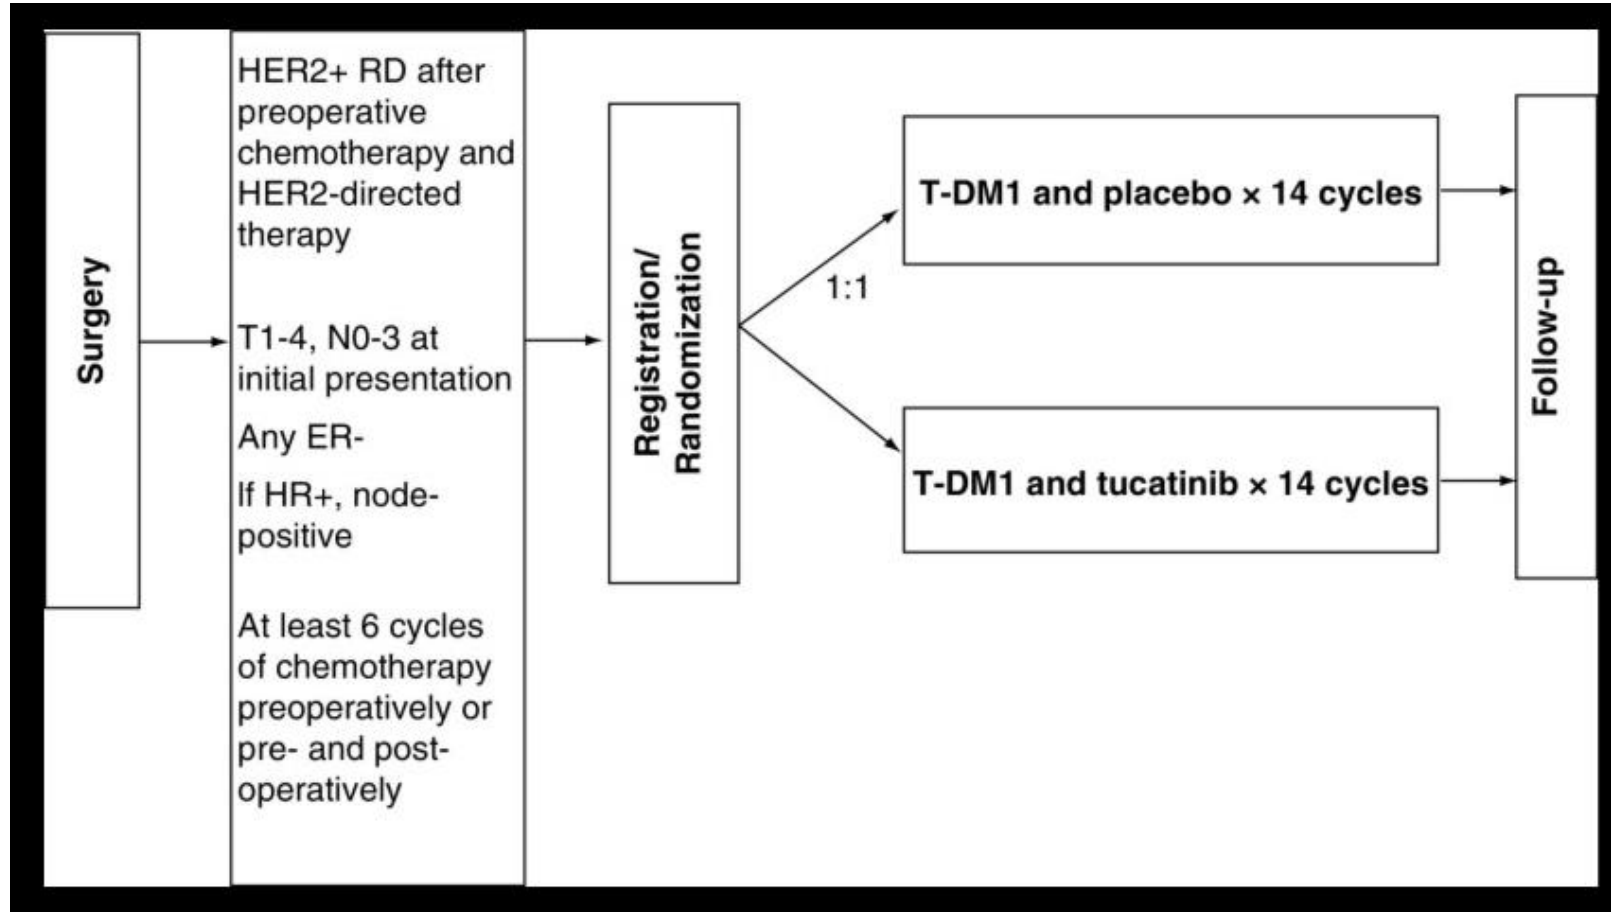 Surgery
HER2+ RD after
preoperative
chemotherapy and
HER2-directed
therapy
T1-4, N0-3 at
initial presentation
Any ER-
If HR+, node-
positive
At least 6 cycles
of chemotherapy
preoperatively or
pre- and post-
operatively
Registration/
Randomization
1:1
T-DM1 and placebo × 14 cycles
T-DM1 and tucatinib × 14 cycles
Follow-up